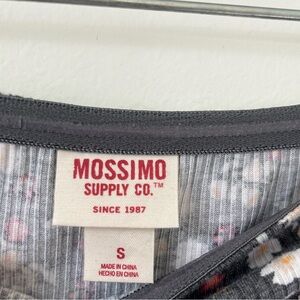 MOSSIMO
SUPPLY CO.™
SINCE 1987
S
MADE IN CHINA
HECHO EN CHINA